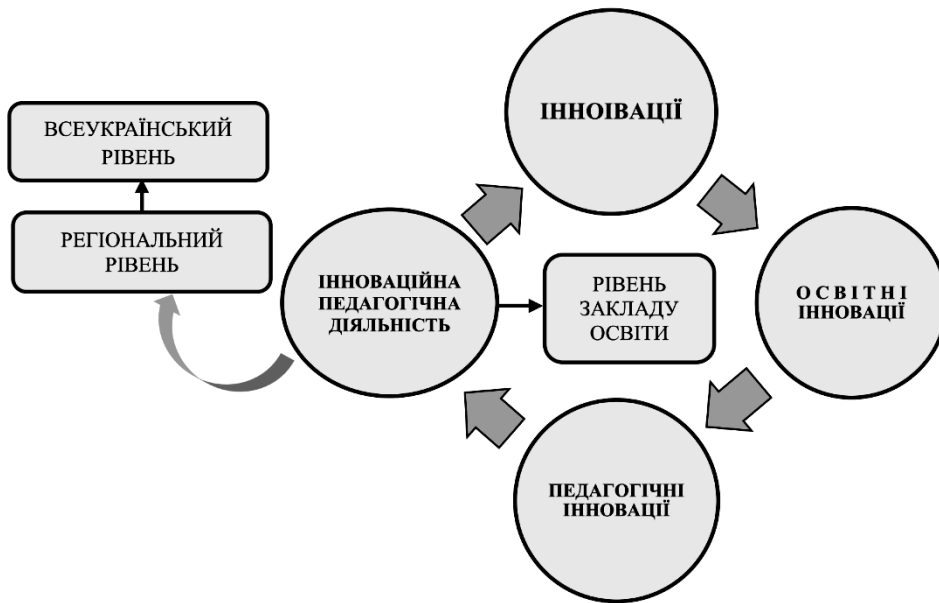 ІННОІВАЦІЇ
ВСЕУКРАЇНСЬКИЙ
РІВЕНЬ
РЕГІОНАЛЬНИЙ
РІВЕНЬ
ІННОВАЦІЙНА
ПЕДАГОГІЧНА
ДІЯЛЬНІСТЬ
РІВЕНЬ
ЗАКЛАДУ
ОСВІТИ
О С В І Т Н І
ІННОВАЦІЇ
ПЕДАГОГІЧНІ
ІННОВАЦІЇ